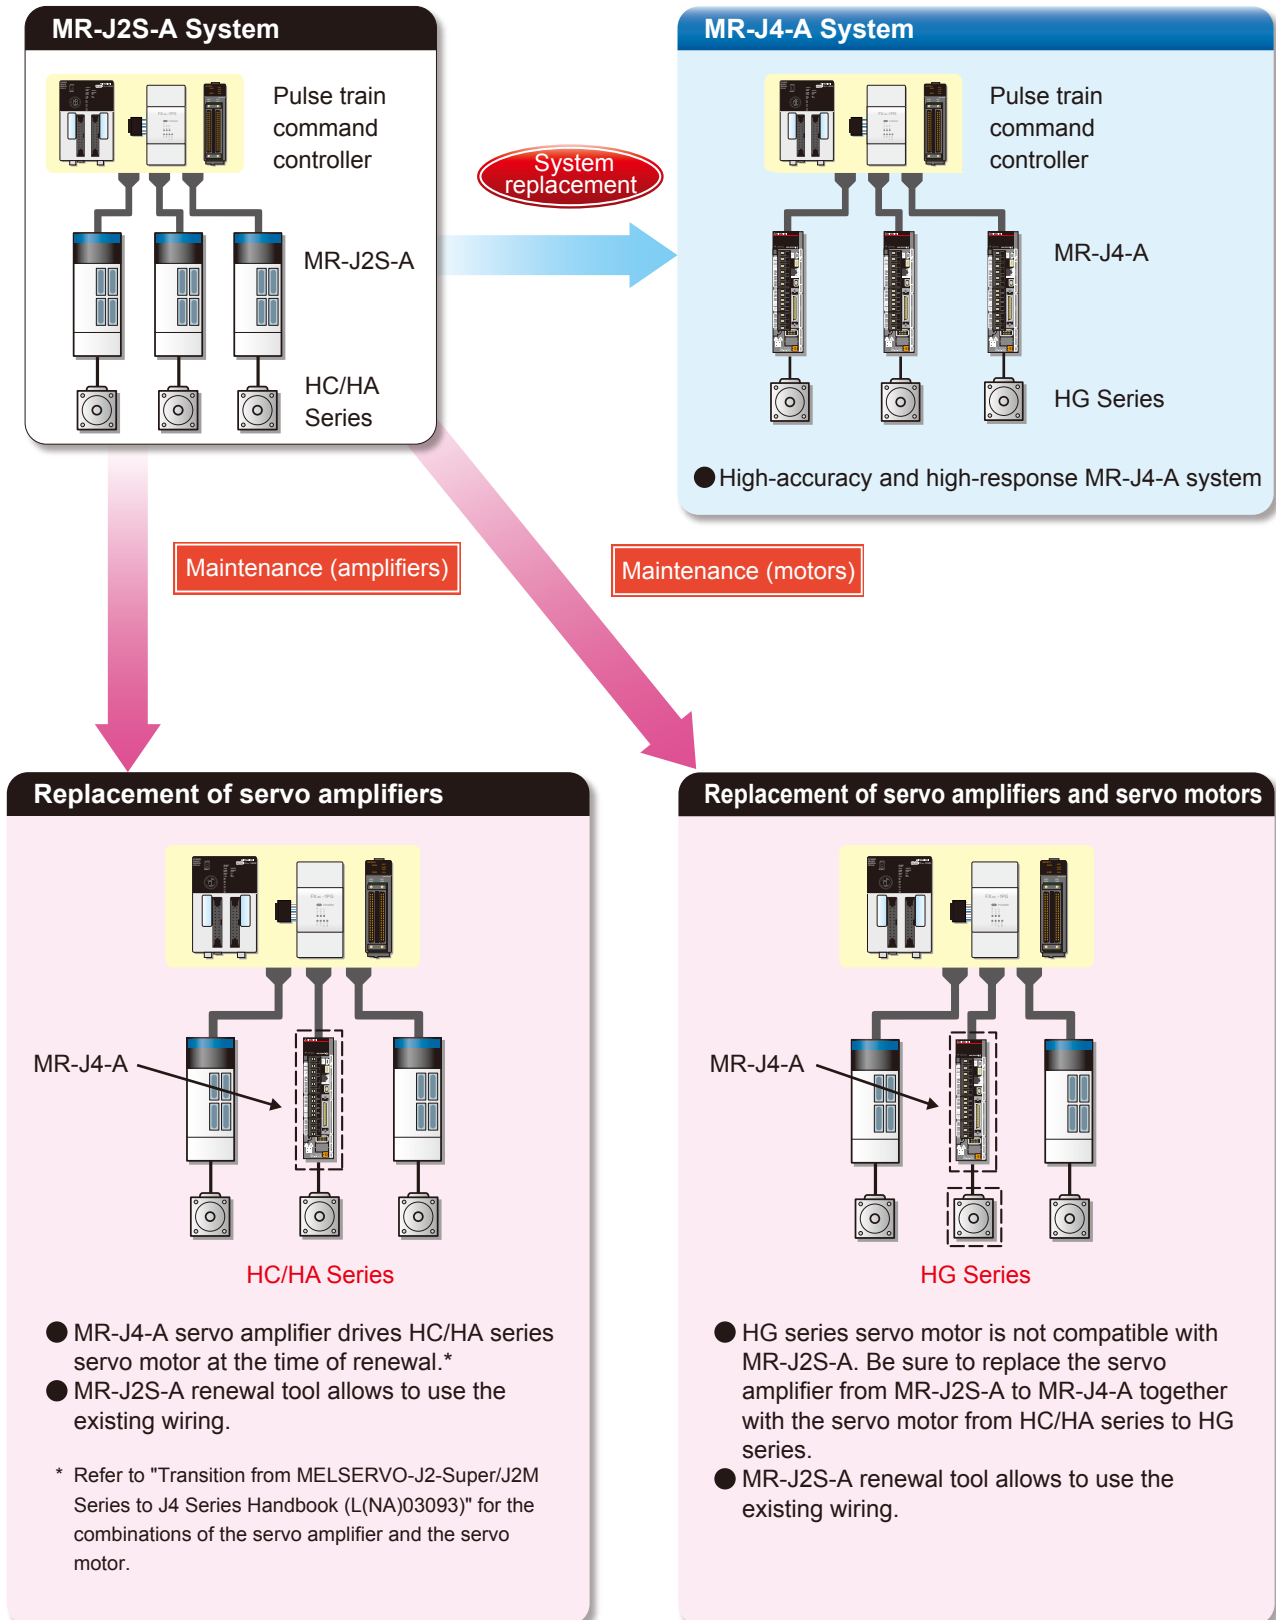 MR-J2S-A System
Pulse train
command
controller
MR-J2S-A
HC/HA
Series
System
replacement
MR-J4-A System
Pulse train
command
controller
MR-J4-A
HG Series
●High-accuracy and high-response MR-J4-A system
Maintenance (amplifiers)
Maintenance (motors)
Replacement of servo amplifiers
MR-J4-A
HC/HA Series
● MR-J4-A servo amplifier drives HC/HA series
servo motor at the time of renewal.*
● MR-J2S-A renewal tool allows to use the
existing wiring.
* Refer to "Transition from MELSERVO-J2-Super/J2M
Series to J4 Series Handbook (L(NA)03093)" for the
combinations of the servo amplifier and the servo
motor.
Replacement of servo amplifiers and servo motors
MR-J4-A
HG Series
● HG series servo motor is not compatible with
MR-J2S-A. Be sure to replace the servo
amplifier from MR-J2S-A to MR-J4-A together
with the servo motor from HC/HA series to HG
series.
● MR-J2S-A renewal tool allows to use the
existing wiring.